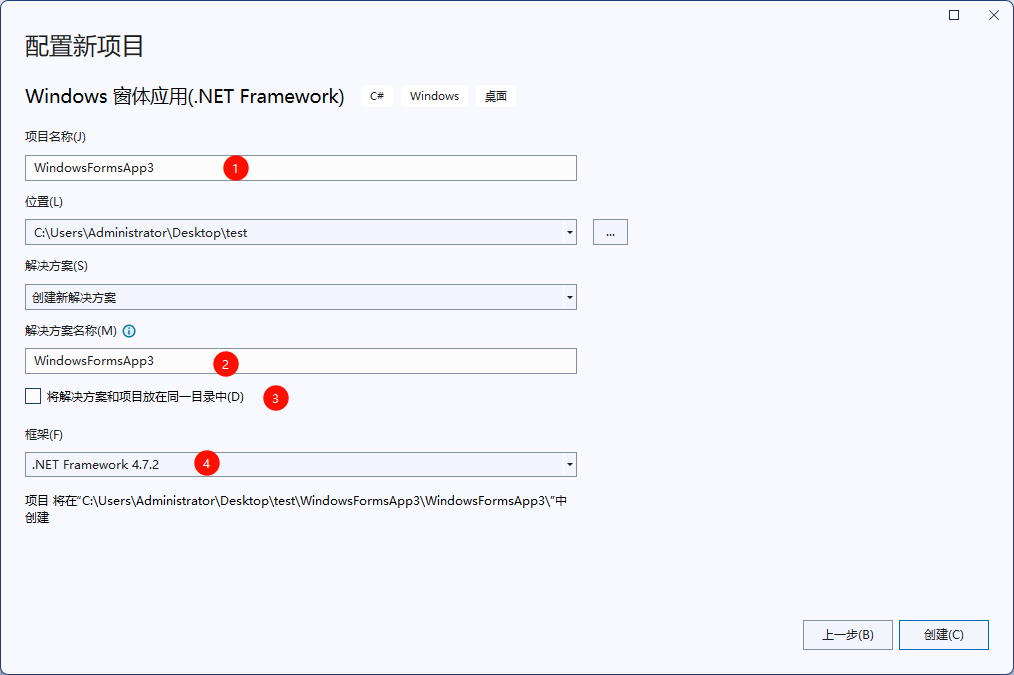 配置新项目
Windows 窗体应用(.NET Framework) C# Windows 桌面
项目名称(J)
WindowsFormsApp3 1
位置(L)
C:\Users\Administrator\Desktop\test ...
解决方案(S)
创建新解决方案
解决方案名称(M)
WindowsFormsApp3 2
将解决方案和项目放在同一目录中(D) 3
框架(F)
.NET Framework 4.7.2 4
项目 将在“C:\Users\Administrator\Desktop\test\WindowsFormsApp3\WindowsFormsApp3\”中
创建
上一步(B) 创建(C)